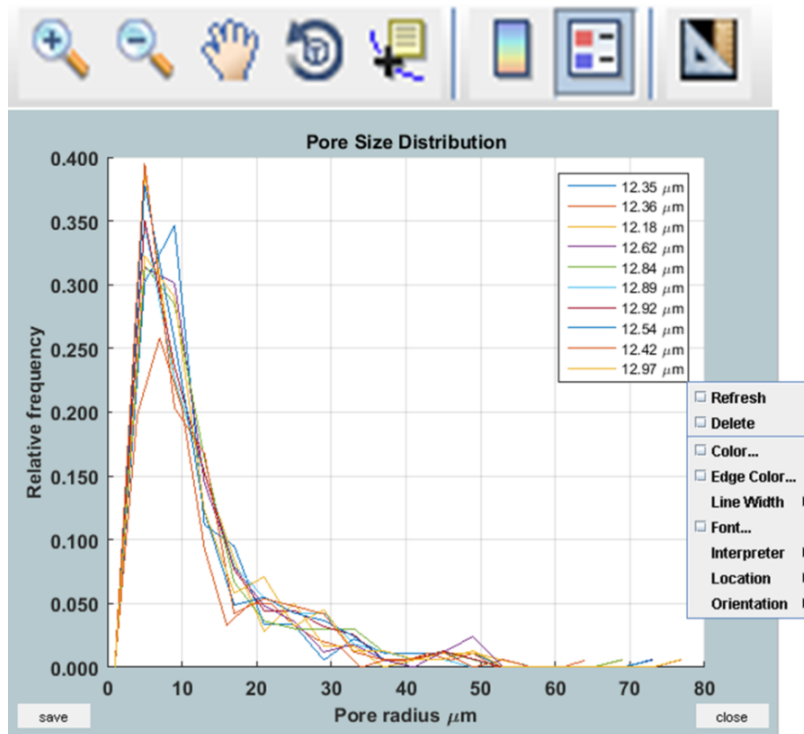 Pore Size Distribution
0.400
0.350
0.300
0.250
0.200
0.150
0.100
0.050
0.000
Relative frequency
12.35 μm
12.36 μm
12.18 μm
12.62 μm
12.84 μm
12.89 μm
12.92 μm
12.54 μm
12.42 μm
12.97 μm
Refresh
Delete
Color...
Edge Color...
Line Width
Font...
Interpreter
Location
Orientation
0 10 20 30 40 50 60 70 80
Pore radius μm
save
close